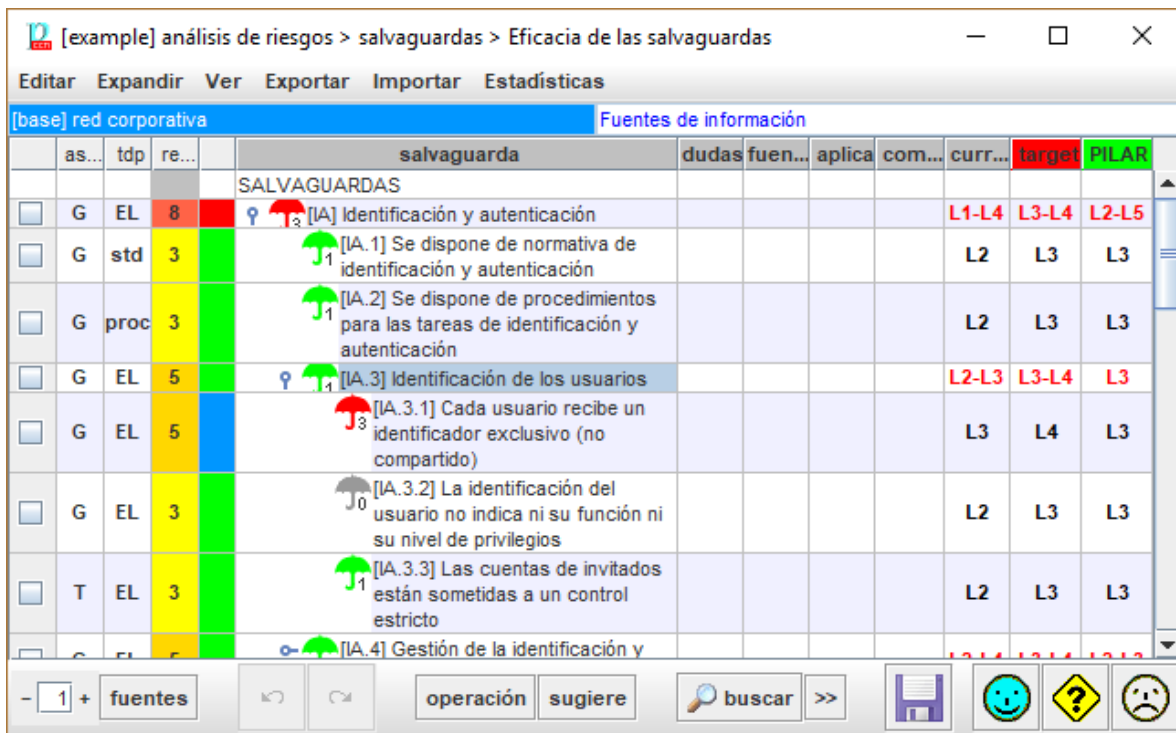 [example] análisis de riesgos > salvaguardas > Eficacia de las salvaguardas
Editar Expandir Ver Exportar Importar Estadísticas
[base] red corporativa Fuentes de información
as... tdp re... salvaguarda dudas fuen... aplica com... curr... target PILAR
SALVAGUARDAS
G EL 8 3 [IA] Identificación y autenticación L1-L4 L3-L4 L2-L5
[IA.1] Se dispone de normativa de
G std 3 1 identificación y autenticación L2 L3 L3
[IA.2] Se dispone de procedimientos
G proc 3 1 para las tareas de identificación y L2 L3 L3
autenticación
G EL 5 1 [IA.3] Identificación de los usuarios L2-L3 L3-L4 L3
[IA.3.1] Cada usuario recibe un
G EL 5 3 identificador exclusivo (no L3 L4 L3
compartido)
[IA.3.2] La identificación del
G EL 3 0 usuario no indica ni su función ni L2 L3 L3
su nivel de privilegios
[IA.3.3] Las cuentas de invitados
T EL 3 1 están sometidas a un control L2 L3 L3
estricto
[IA.4] Gestión de la identificación y
- 1 + fuentes operación sugiere buscar >>